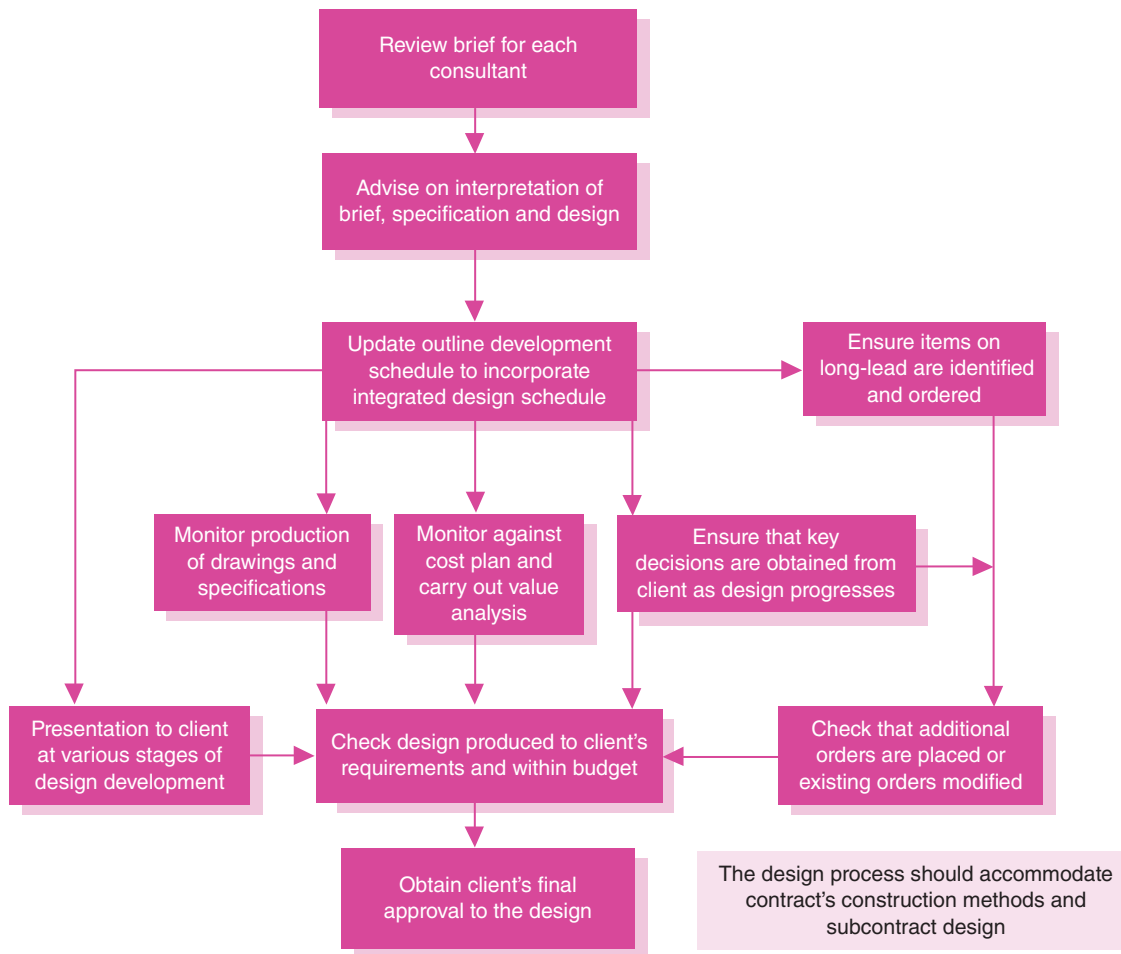 Review brief for each
consultant
Advise on interpretation of
brief, specification and design
Update outline development
schedule to incorporate
integrated design schedule
Ensure items on
long-lead are identified
and ordered
Monitor production
of drawings and
specifications
Monitor against
cost plan and
carry out value
analysis
Ensure that key
decisions are obtained from
client as design progresses
Presentation to client
at various stages of
design development
Check design produced to client’s
requirements and within budget
Check that additional
orders are placed or
existing orders modified
Obtain client’s final
approval to the design
The design process should accommodate
contract’s construction methods and
subcontract design